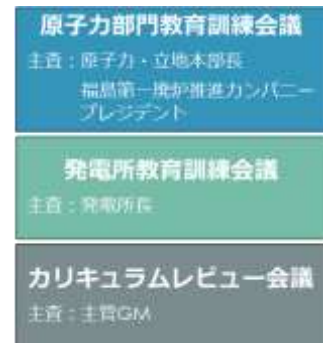 原子力部門教育訓練会議
主査：原子力・立地本部長
福島第一廃炉推進カンパニー
プレジデント
発電所教育訓練会議
主査：発電所長
カリキュラムレビュー会議
主査：主管GM